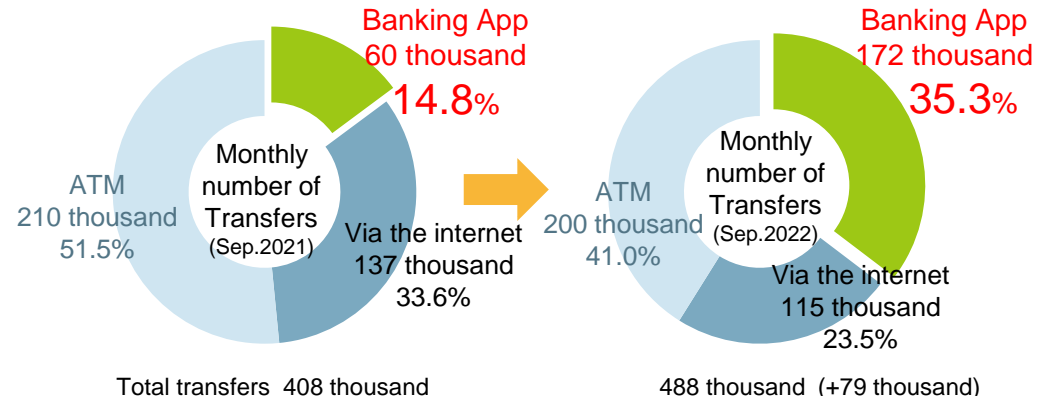 Banking App
60 thousand
14.8%
Monthly
number of
Transfers
(Sep.2021)
ATM
210 thousand
51.5%
Via the internet
137 thousand
33.6%
Total transfers 408 thousand
Banking App
172 thousand
35.3%
Monthly
number of
Transfers
(Sep.2022)
ATM
200 thousand
41.0%
Via the internet
115 thousand
23.5%
488 thousand (+79 thousand)